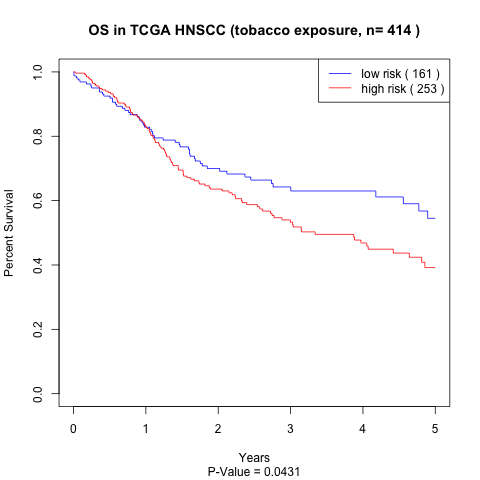 OS in TCGA HNSCC (tobacco exposure, n= 414 )
low risk ( 161 )
high risk ( 253 )
Percent Survival
1.0
0.8
0.6
0.4
0.2
0.0
0 1 2 3 4 5
Years
P-Value = 0.0431